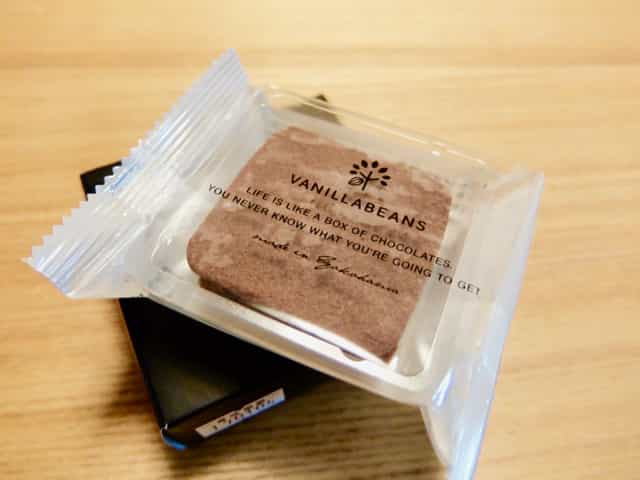 VANILLABEANS
LIFE IS LIKE A BOX OF CHOCOLATES.
YOU NEVER KNOW WHAT YOU'RE GOING TO GET
made in Yokohama